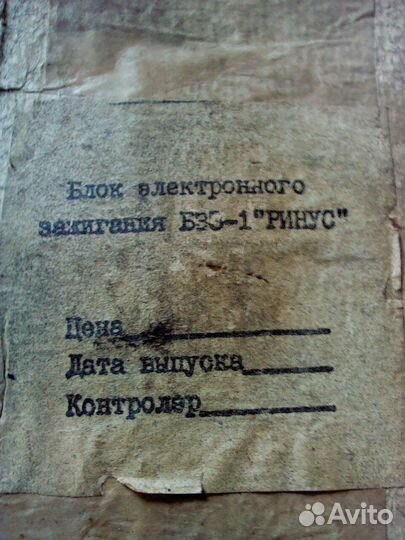 Блок электронного
зажигания БЭЗ-1"РИНУС"
Цена
Дата выпуска
Контролер
Avito